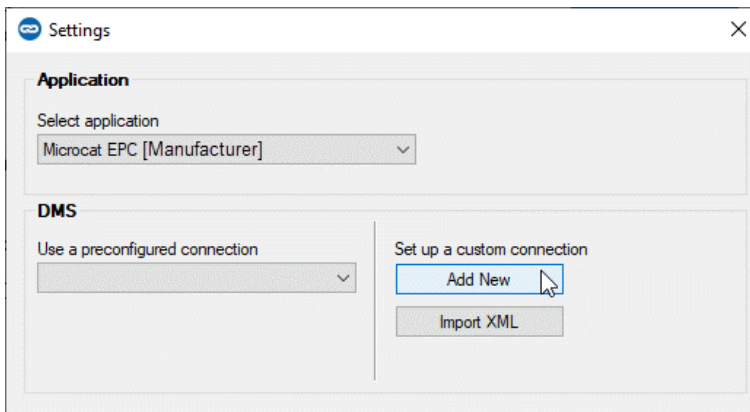 Settings
Application
Select application
Microcat EPC [Manufacturer]
DMS
Use a preconfigured connection
Set up a custom connection
Add New
Import XML